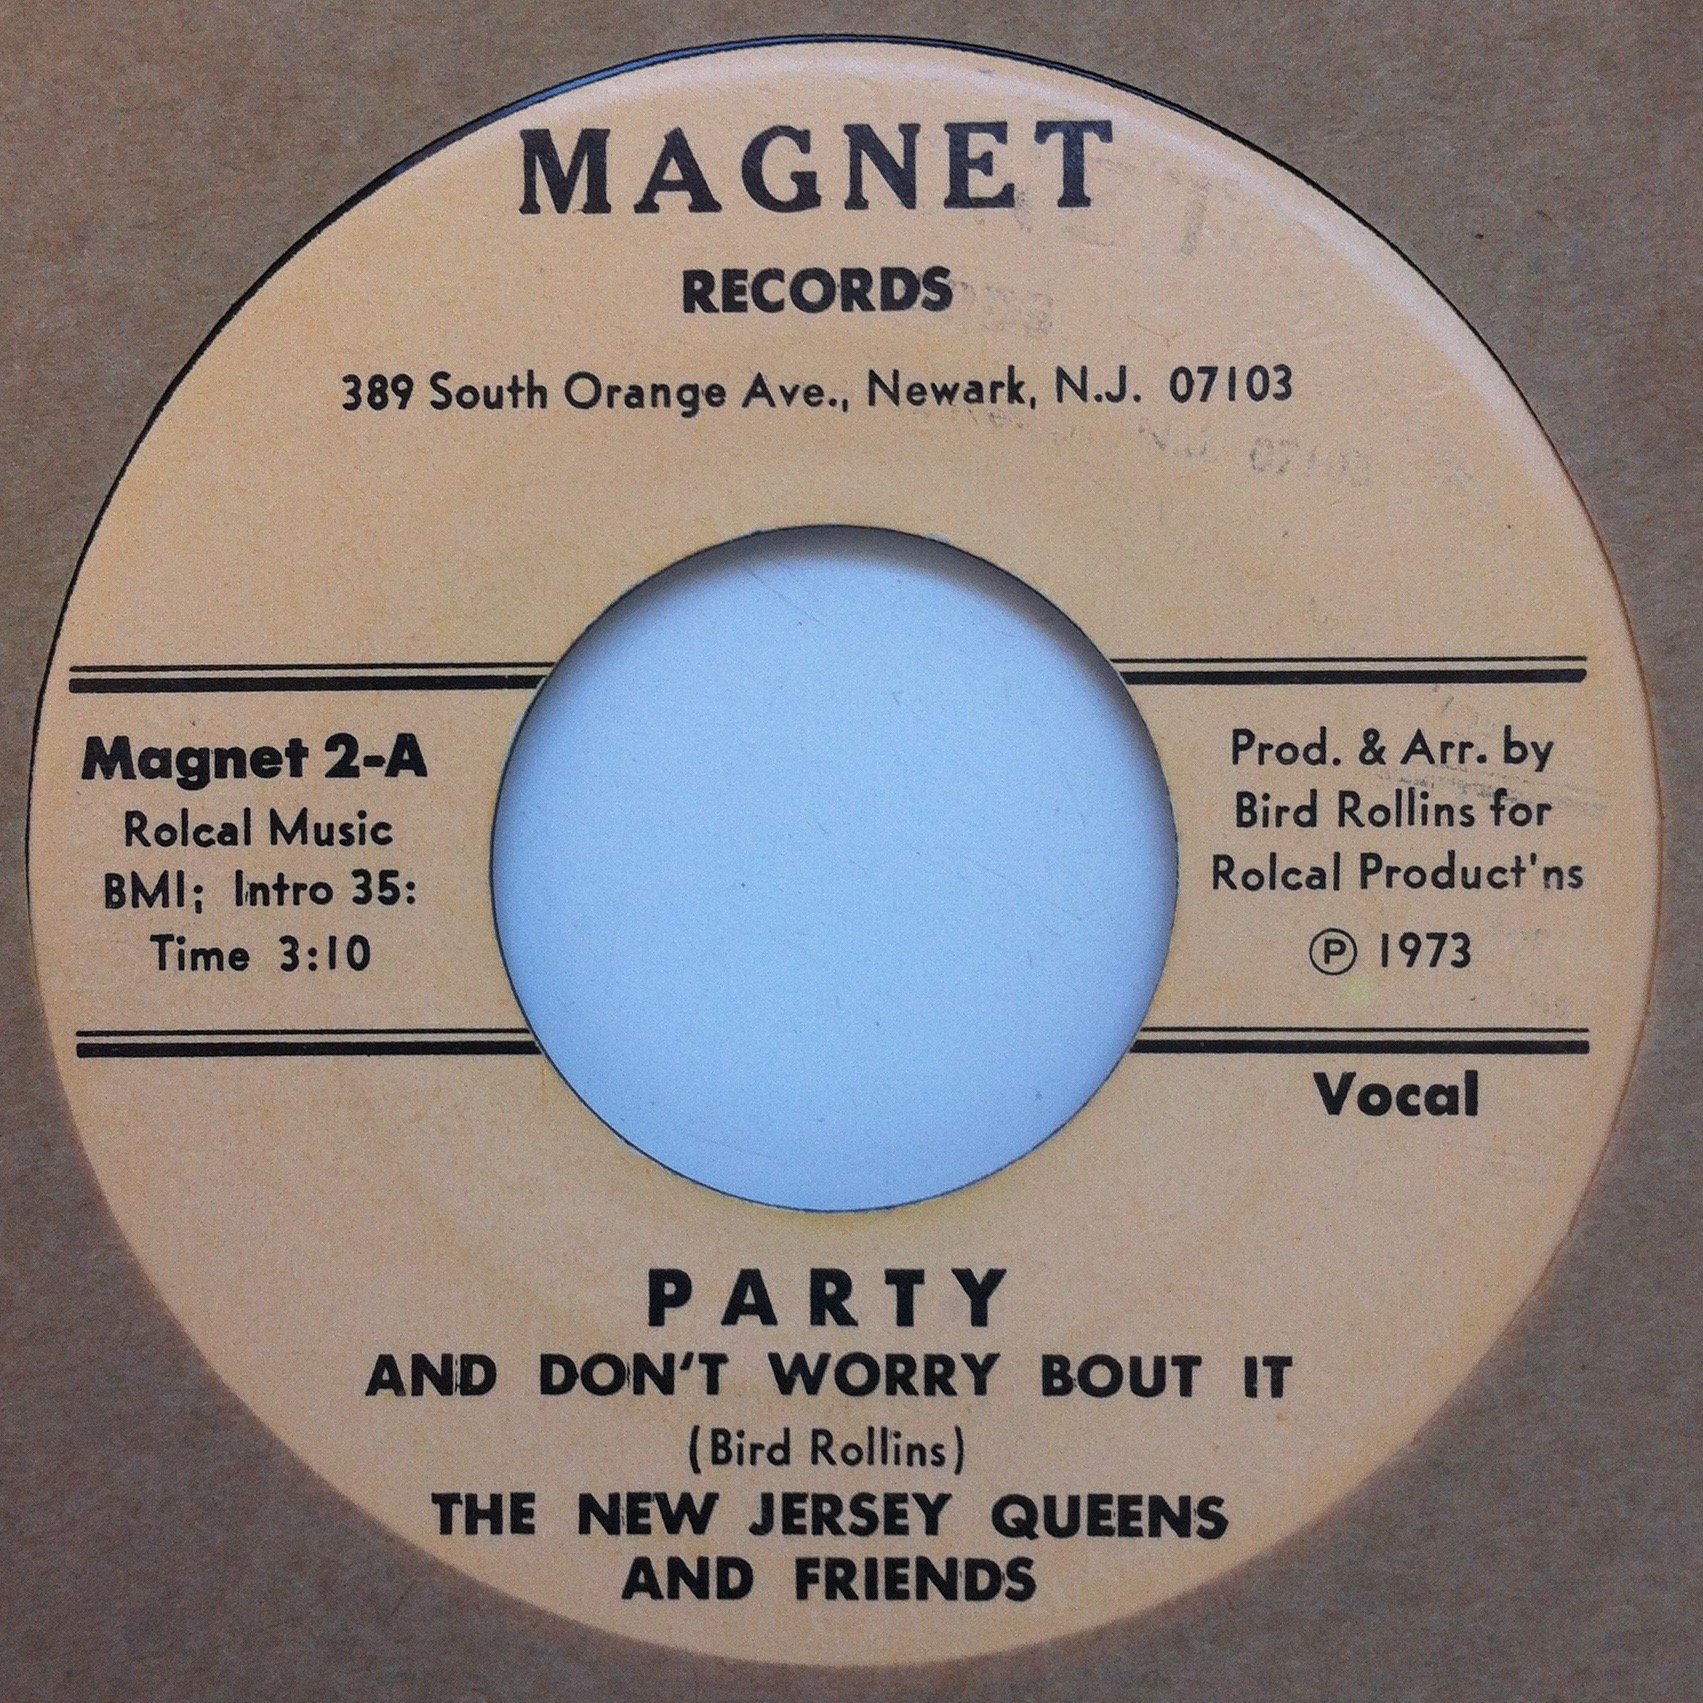 MAGNET
RECORDS
389 South Orange Ave., Newark, N.J. 07103
Magnet 2-A
Rolcal Music
BMI; Intro 35:
Time 3:10
Prod. & Arr. by
Bird Rollins for
Rolcal Product'ns
Ⓟ 1973
Vocal
PARTY
AND DON'T WORRY BOUT IT
(Bird Rollins)
THE NEW JERSEY QUEENS
AND FRIENDS